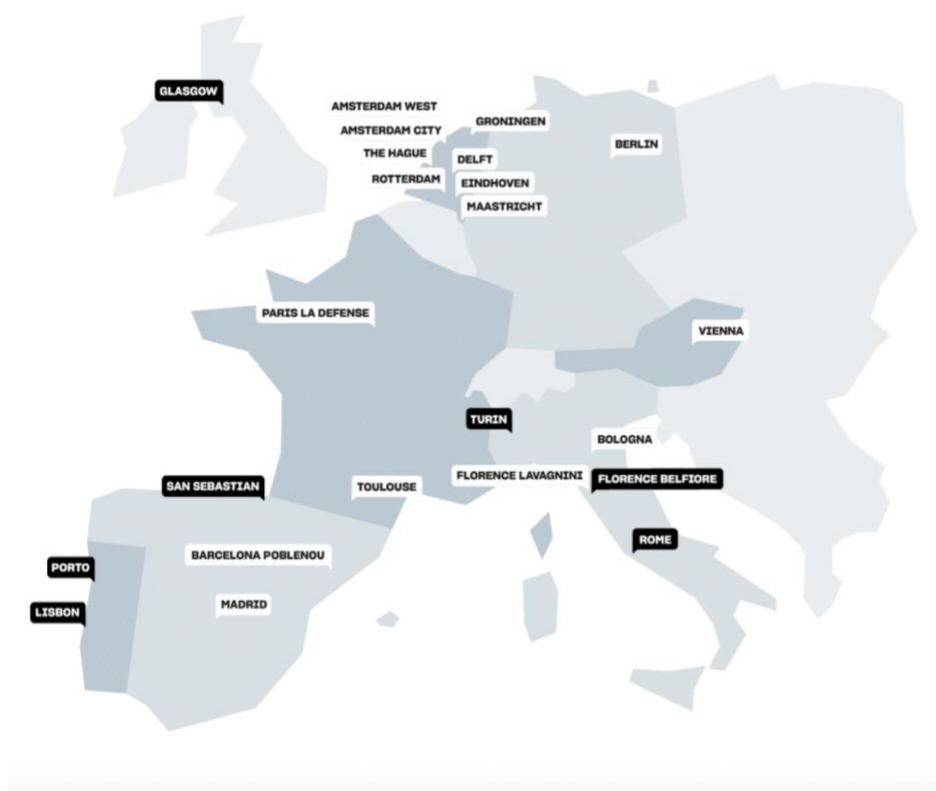 GLASGOW
AMSTERDAM WEST
GRONINGEN
AMSTERDAM CITY
BERLIN
THE HAGUE
DELFT
ROTTERDAM
EINDHOVEN
MAASTRICHT
PARIS LA DEFENSE
VIENNA
TURIN
BOLOGNA
FLORENCE LAVAGNINI
FLORENCE BELFIORE
SAN SEBASTIAN
TOULOUSE
ROME
BARCELONA POBLENOU
PORTO
MADRID
LISBON